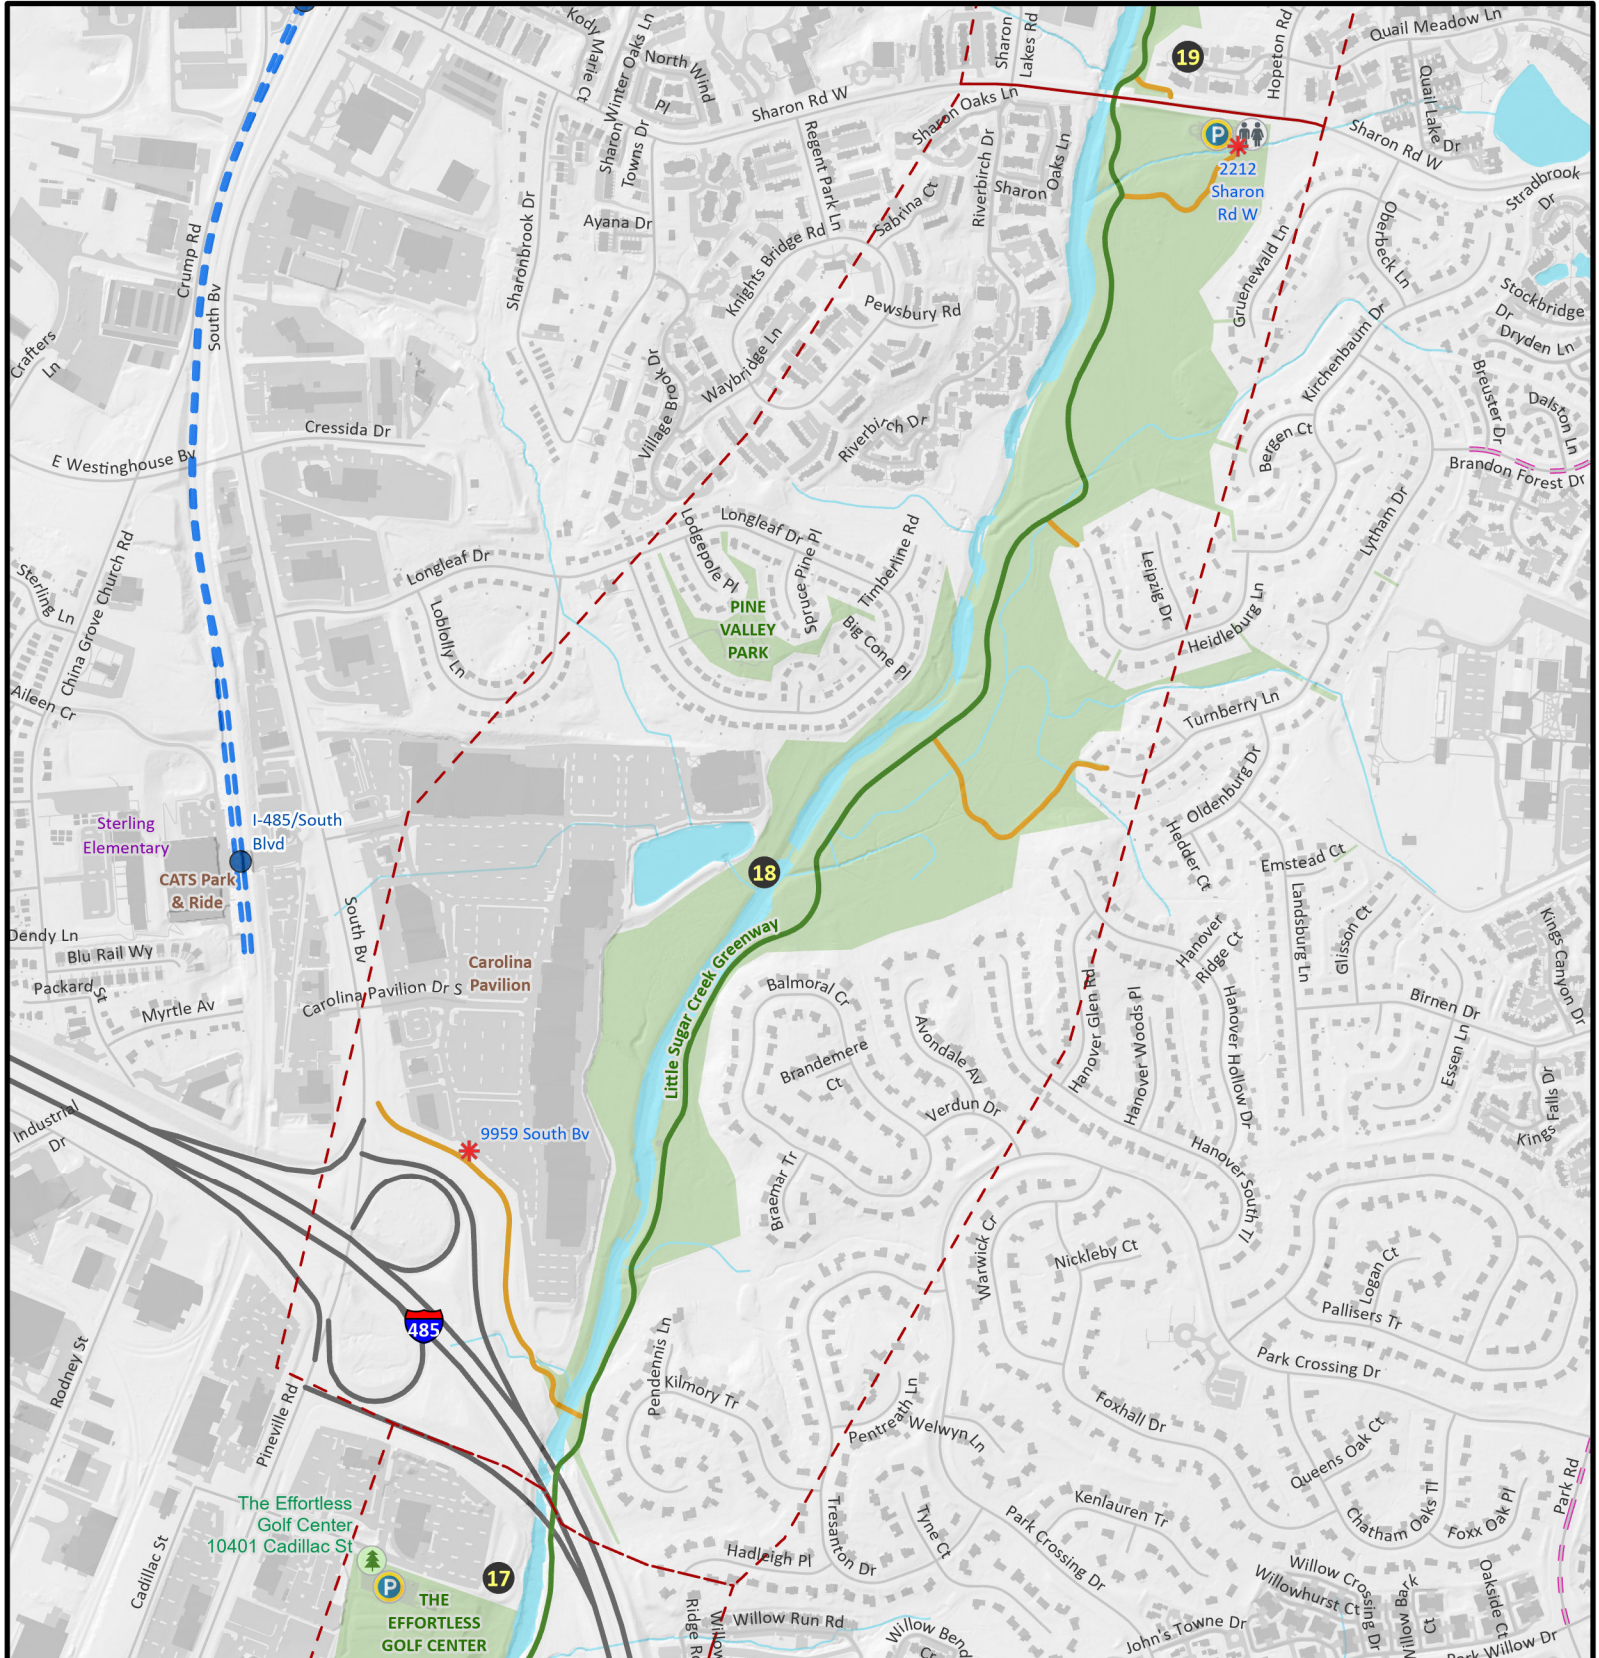 Kody Marie Ct
Winter Oaks Ln
Sharon
North Wind
Pl
Sharon
Lakes Rd
19
Hopeton Rd
Quail Meadow Ln
Quail Lake
Dr
Sharon Rd W
Sharon Oaks Ln
Sharon Rd W
Towns Dr
Regent Park Ln
Riverbirch Dr
Oaks Ln
Sharon
P
2212
Sharon
Rd W
Stradbrook
Dr
Crump Rd
South Bv
Sharonbrook Dr
Ayana Dr
Sabrina Ct
Knights Bridge Rd
Oberbeck Ln
Gruenewald Ln
Stockbridge
Dr
Dryden Ln
Pewsbury Rd
Waybridge Ln
Kirchenbaum Dr
Crafters
Ln
Village Brook Dr
Breuster Dr
Dalston Ln
Riverbirch Dr
Cressida Dr
E Westinghouse Bv
Bergen Ct
Brandon Forest Dr
Lytham Dr
China Grove Church Rd
Sterling Ln
Longleaf Dr
Longleaf Dr
Lodgepole Pl
Spruce Pine Pl
Timberline Rd
Leipzig Dr
PINE
VALLEY
PARK
Loblolly Ln
Big Cone Pl
Heidleburg Ln
Aileen Cr
Turnberry Ln
Oldenburg Dr
Sterling
Elementary
I-485/South
Blvd
CATS Park
& Ride
Hedder Ct
Emstead Ct
18
South Bv
Landsburg Ln
Glisson Ct
Hanover
Ridge Ct
Kings Canyon Dr
Dendy Ln
Blu Rail Wy
Packard St
Myrtle Av
Carolina
Pavilion
Carolina Pavilion Dr S
Little Sugar Creek Greenway
Balmoral Cr
Hanover Glen Rd
Hanover Woods Pl
Hanover Hollow Dr
Birnen Dr
Essen Ln
Avondale Av
Brandemere
Ct
Verdun Dr
Industrial
Dr
9959 South Bv
Kings Falls Dr
Kings
Hanover South Tl
Braemar Tr
Warwick Cr
Nickleby Ct
Logan Ct
Pallisers Tr
485
Park Crossing Dr
Rodney St
Pineville Rd
Pendennis Ln
Kilmory Tr
Pentreath Ln
Welwyn Ln
Foxhall Dr
Queens Oak Ct
Chatham Oaks Tl
Foxx Oak Pl
Park Rd
The Effortless
Golf Center
10401 Cadillac St
Cadillac St
Tresanton Dr
Tyne Ct
Kenlauren Tr
Park Crossing Dr
Hadleigh Pl
17
P
THE
EFFORTLESS
GOLF CENTER
Ridge Rd
Willow
Willow Run Rd
Willow Bend
Cr
Willow Crossing Dr
Willowhurst Ct
Willow Bark
Ct
Oakside Ct
John's Towne Dr
Park Willow Dr